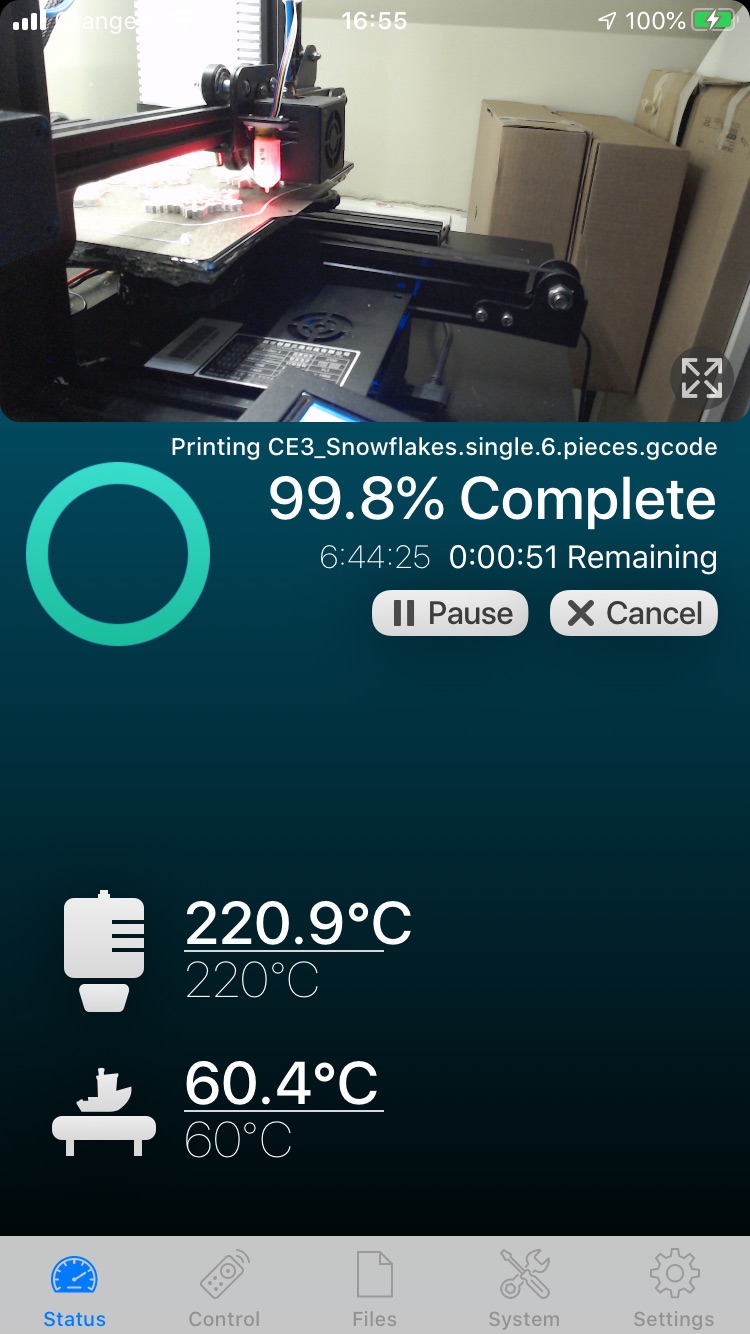 16:55
100%
Printing CE3_Snowflakes.single.6.pieces.gcode
99.8% Complete
6:44:25 0:00:51 Remaining
Pause Cancel
220.9°C
220°C
60.4°C
60°C
Status Control Files System Settings